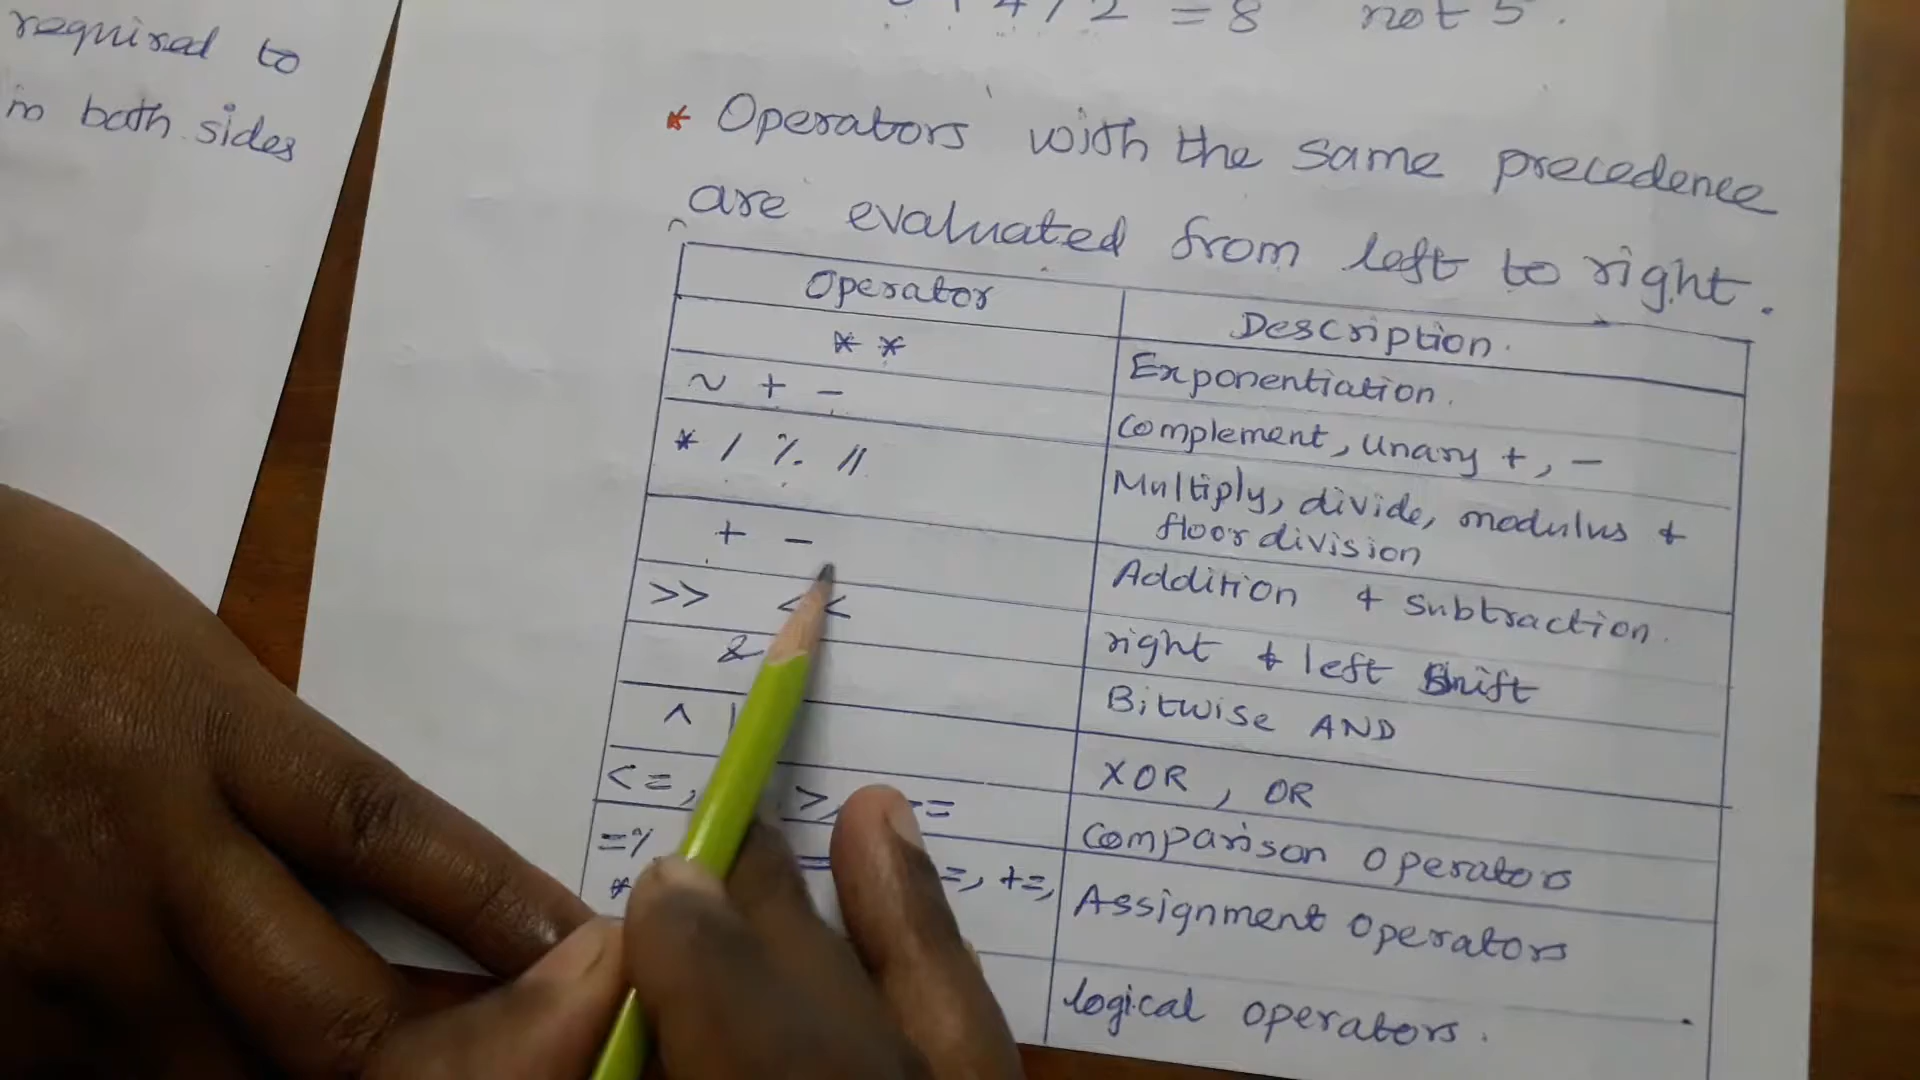 required to
in both sides
4 / 2 = 8 not 5.
* Operators with the same precedence
are evaluated from left to right.
Operator Description.
* * Exponentiation.
~ + - Complement, Unary +, -
* / % // Multiply, divide, modulus &
floor division
+ - Addition & Subtraction.
>> << right & left Shift
& Bitwise AND
^ | XOR, OR
<=, >, == Comparison operators
=% =, +=, Assignment operators
*
logical operators.